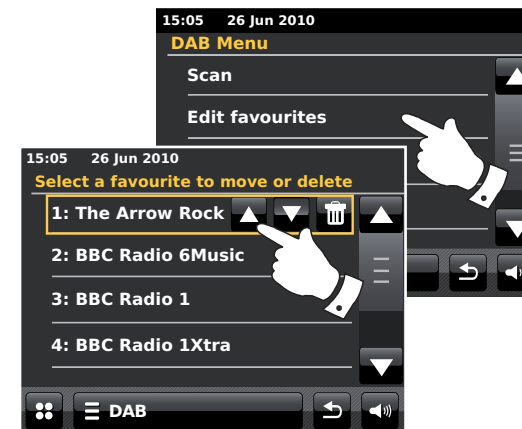 15:05 26 Jun 2010
DAB Menu
Scan
Edit favourites
15:05 26 Jun 2010
Select a favourite to move or delete
1: The Arrow Rock
2: BBC Radio 6Music
3: BBC Radio 1
4: BBC Radio 1Xtra
DAB